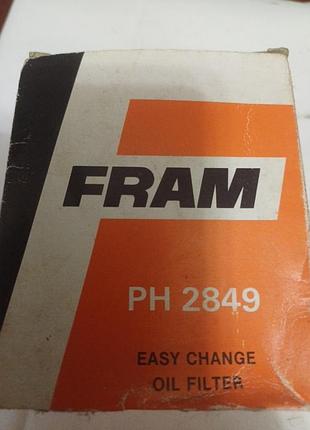 FRAM
PH 2849
EASY CHANGE
OIL FILTER